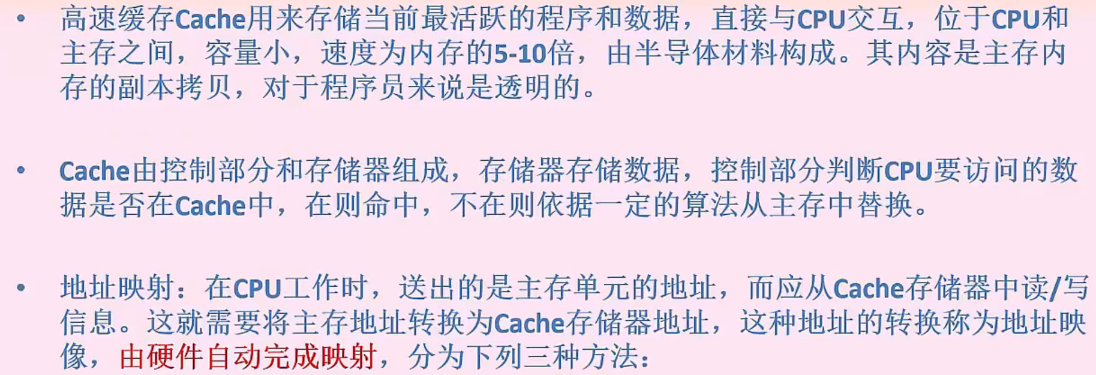 • 高速缓存Cache用来存储当前最活跃的程序和数据，直接与CPU交互，位于CPU和
主存之间，容量小，速度为内存的5-10倍，由半导体材料构成。其内容是主存内
存的副本拷贝，对于程序员来说是透明的。
• Cache由控制部分和存储器组成，存储器存储数据，控制部分判断CPU要访问的数
据是否在Cache中，在则命中，不在则依据一定的算法从主存中替换。
• 地址映射：在CPU工作时，送出的是主存单元的地址，而应从Cache存储器中读/写
信息。这就需要将主存地址转换为Cache存储器地址，这种地址的转换称为地址映
像，由硬件自动完成映射，分为下列三种方法：